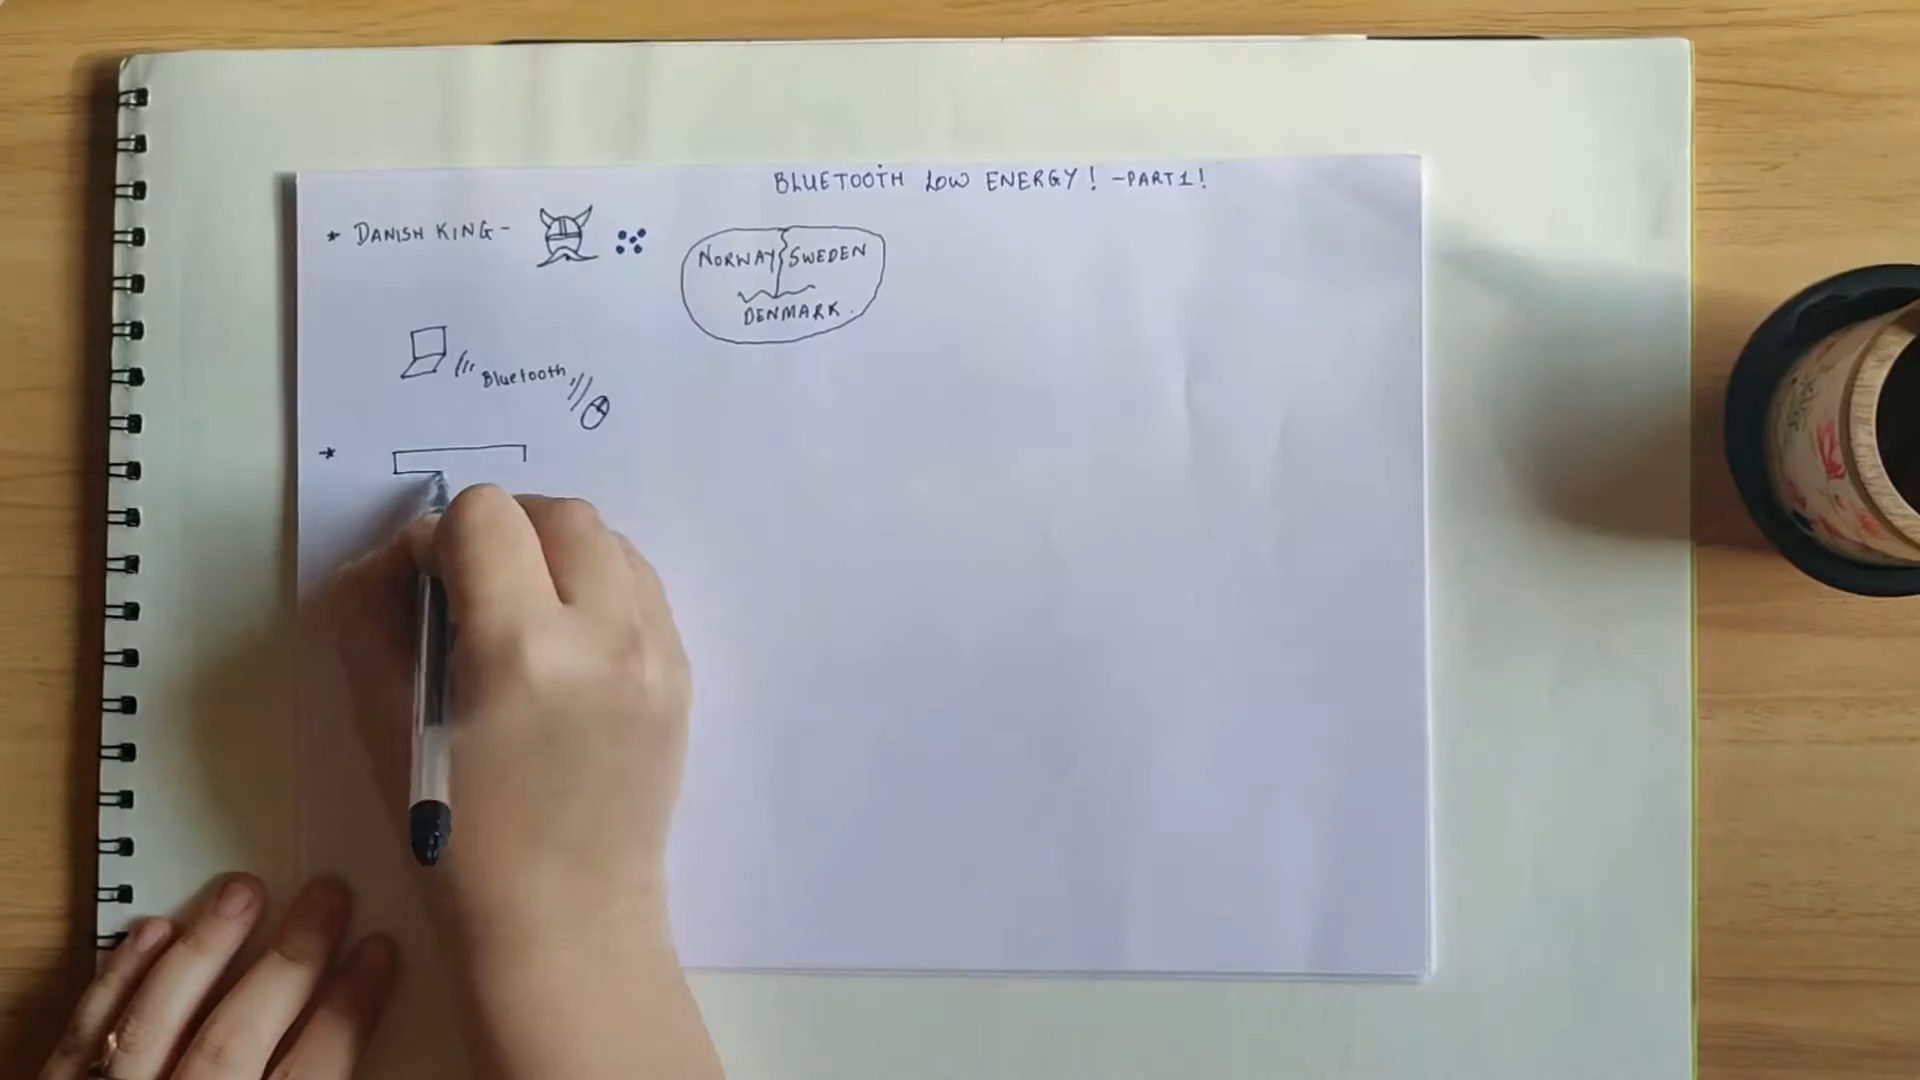 BLUETOOTH LOW ENERGY! -PART1!
* DANISH KING -
NORWAY SWEDEN
DENMARK.
Bluetooth
*